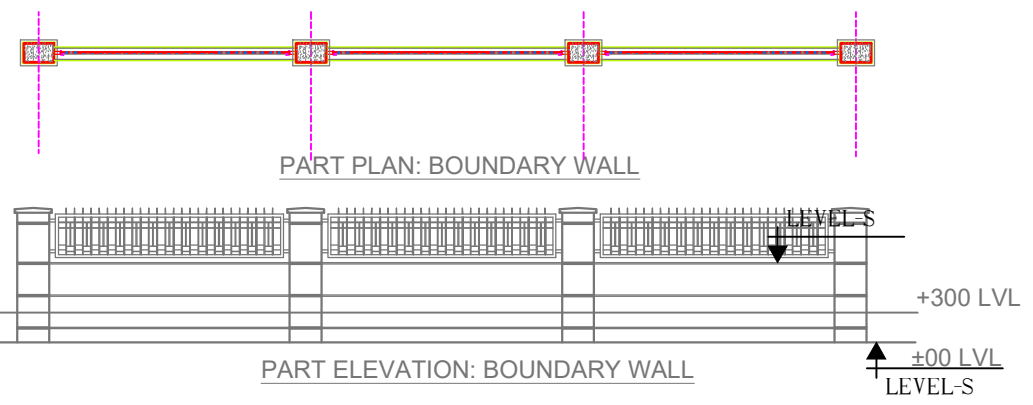 PART PLAN: BOUNDARY WALL
LEVEL-S
+300 LVL
±00 LVL
PART ELEVATION: BOUNDARY WALL
LEVEL-S